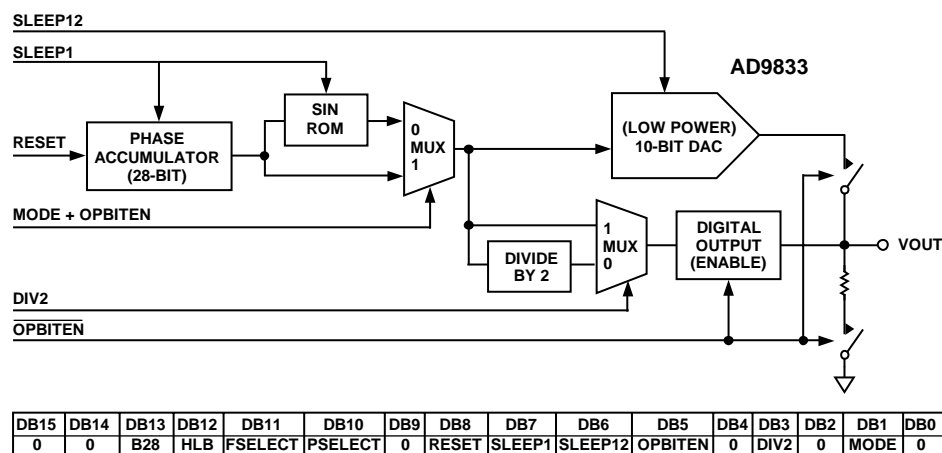 SLEEP12
SLEEP1
AD9833
SIN
ROM
RESET
PHASE
ACCUMULATOR
(28-BIT)
0
MUX
1
(LOW POWER)
10-BIT DAC
MODE + OPBITEN
1
MUX
0
DIVIDE
BY 2
DIGITAL
OUTPUT
(ENABLE)
VOUT
DIV2
OPBITEN
DB15 DB14 DB13 DB12 DB11 DB10 DB9 DB8 DB7 DB6 DB5 DB4 DB3 DB2 DB1 DB0
0 0 B28 HLB FSELECT PSELECT 0 RESET SLEEP1 SLEEP12 OPBITEN 0 DIV2 0 MODE 0